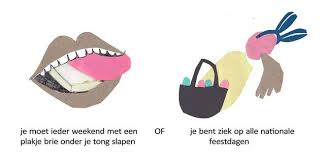 je moet ieder weekend met een
plakje brie onder je tong slapen
OF
je bent ziek op alle nationale
feestdagen